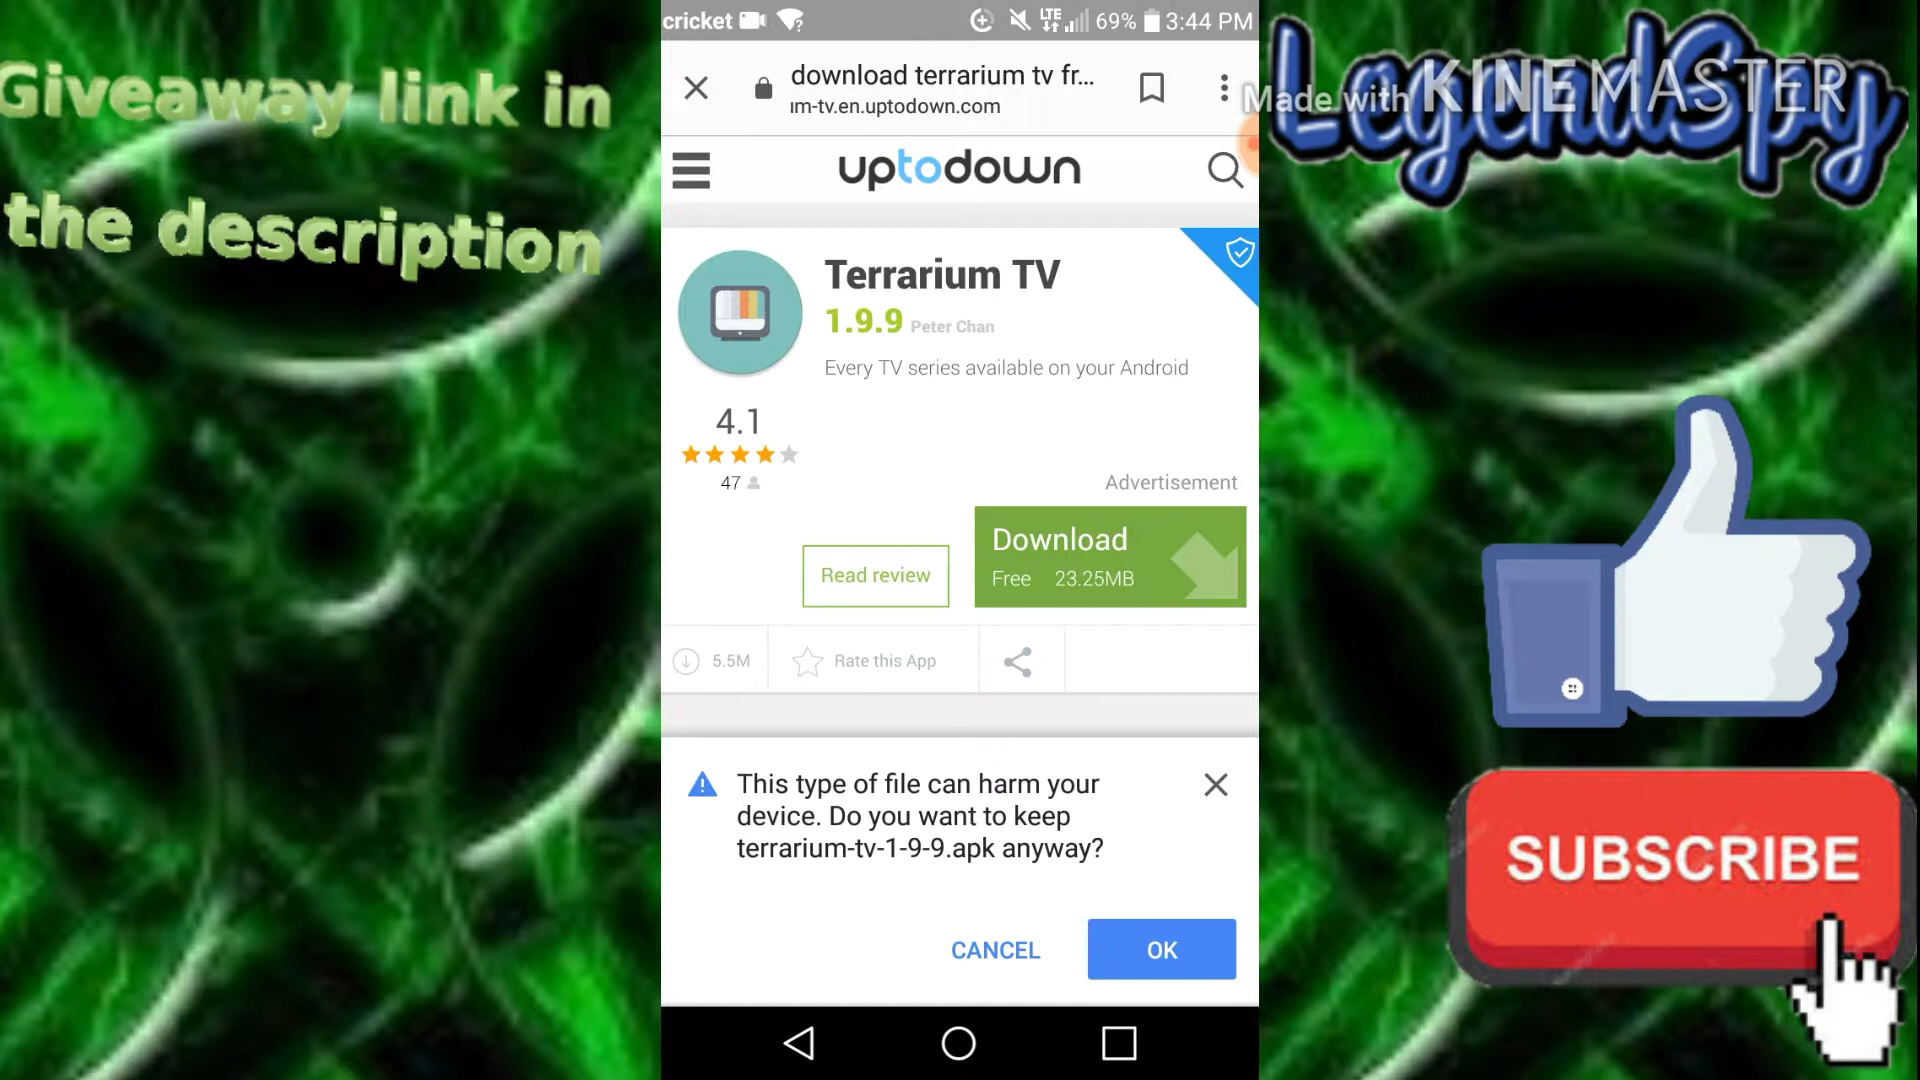 Giveaway link in
the description
cricket
LTE 69% 3:44 PM
download terrarium tv fr...
ım-tv.en.uptodown.com
uptodown
Terrarium TV
1.9.9 Peter Chan
Every TV series available on your Android
4.1
47
Advertisement
Read review
Download
Free 23.25MB
5.5M
Rate this App
This type of file can harm your
device. Do you want to keep
terrarium-tv-1-9-9.apk anyway?
CANCEL
OK
Made with KINEMASTER
LegendSpy
SUBSCRIBE